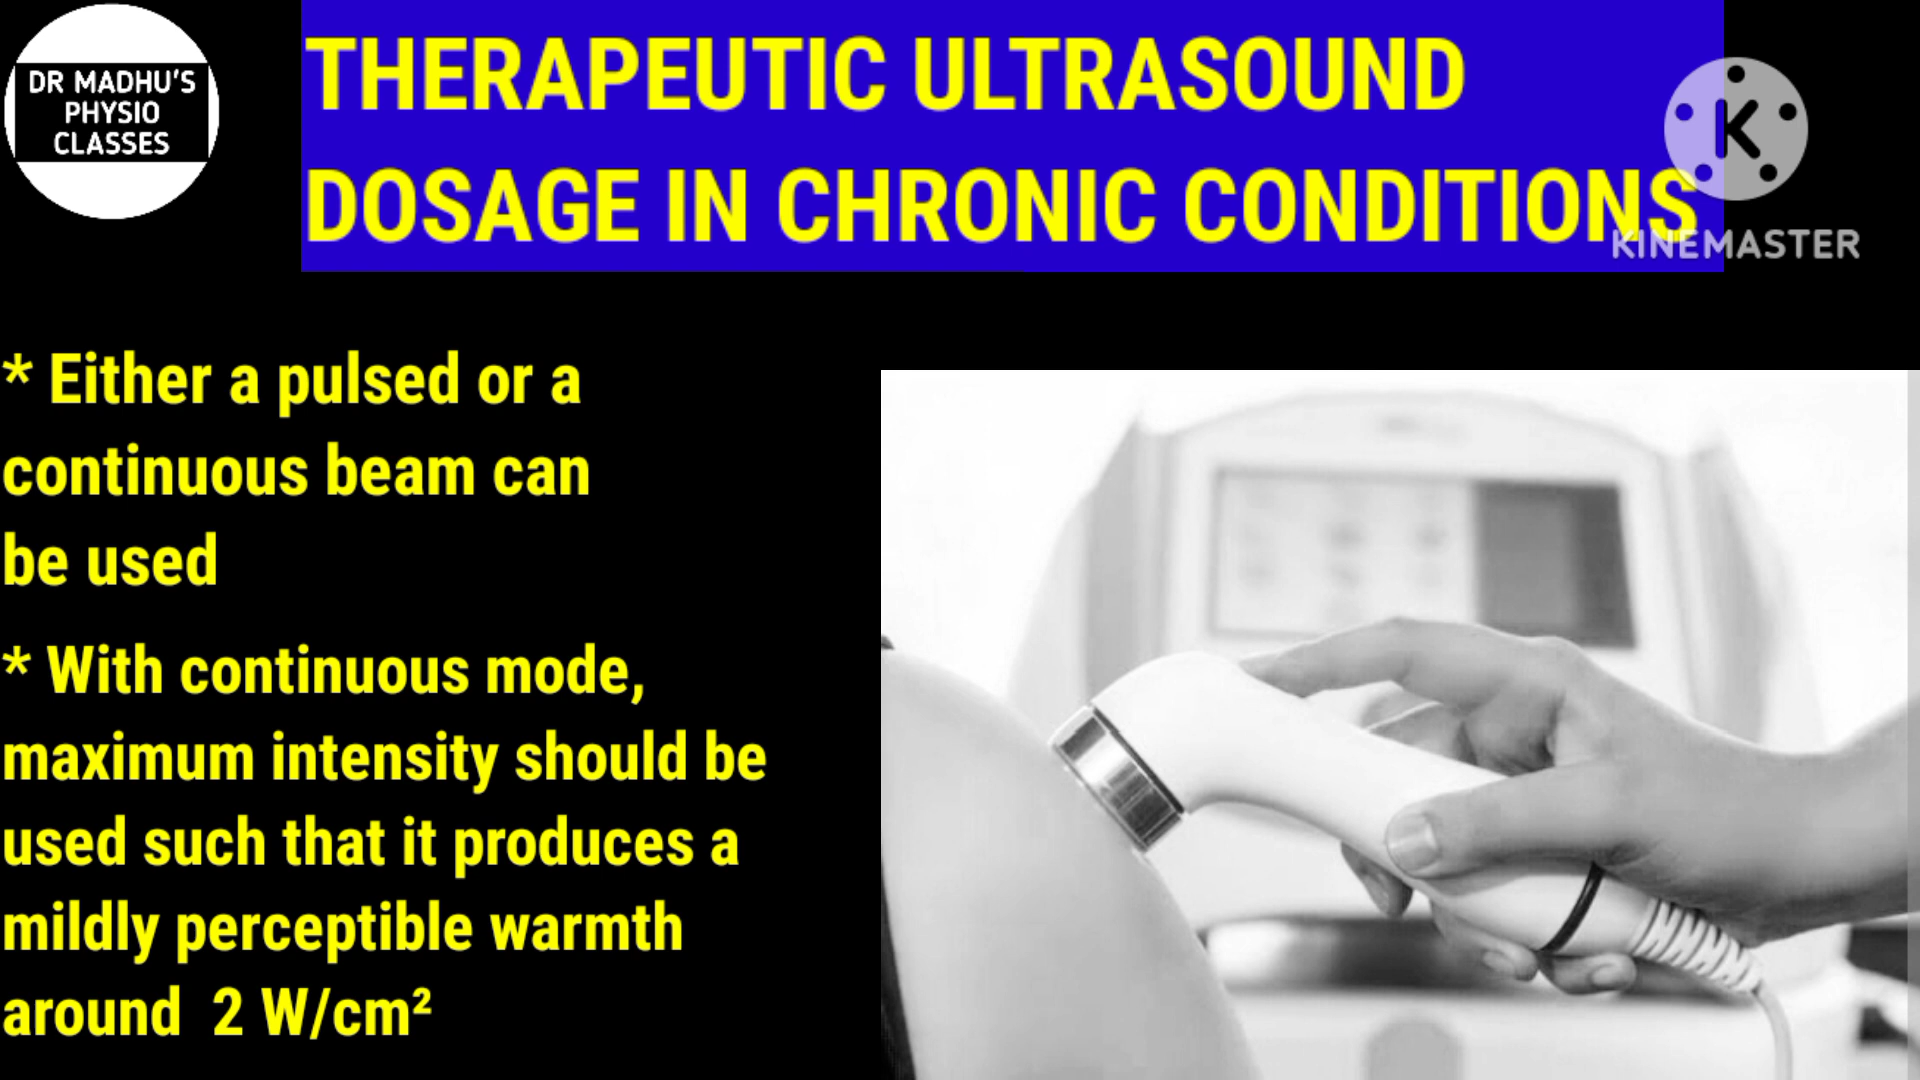 DR MADHU'S
PHYSIO
CLASSES
THERAPEUTIC ULTRASOUND
DOSAGE IN CHRONIC CONDITIONS
K
KINEMASTER
* Either a pulsed or a
continuous beam can
be used
* With continuous mode,
maximum intensity should be
used such that it produces a
mildly perceptible warmth
around 2 W/cm²